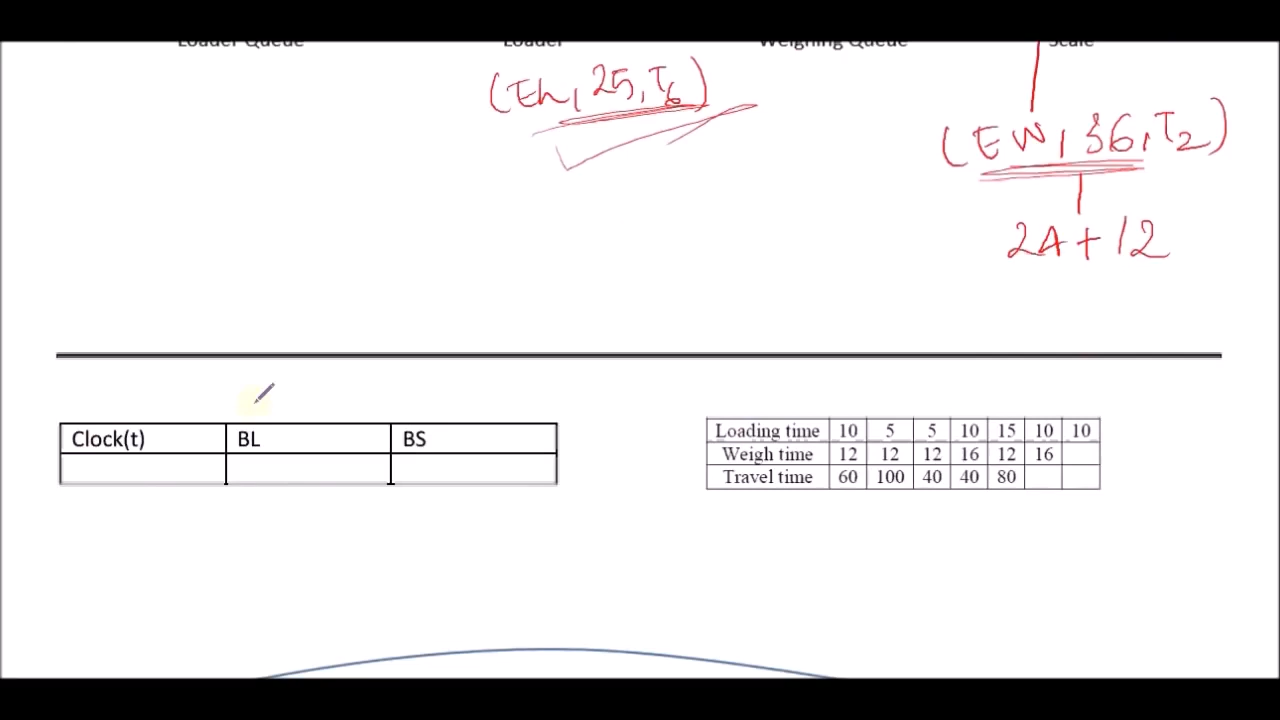 Loader Queue Loader Weighing Queue Scale
(EL, 25, T6)
(EW, 36, T2)
24+12
Clock(t) BL BS
Loading time 10 5 5 10 15 10 10
Weigh time 12 12 12 16 12 16
Travel time 60 100 40 40 80